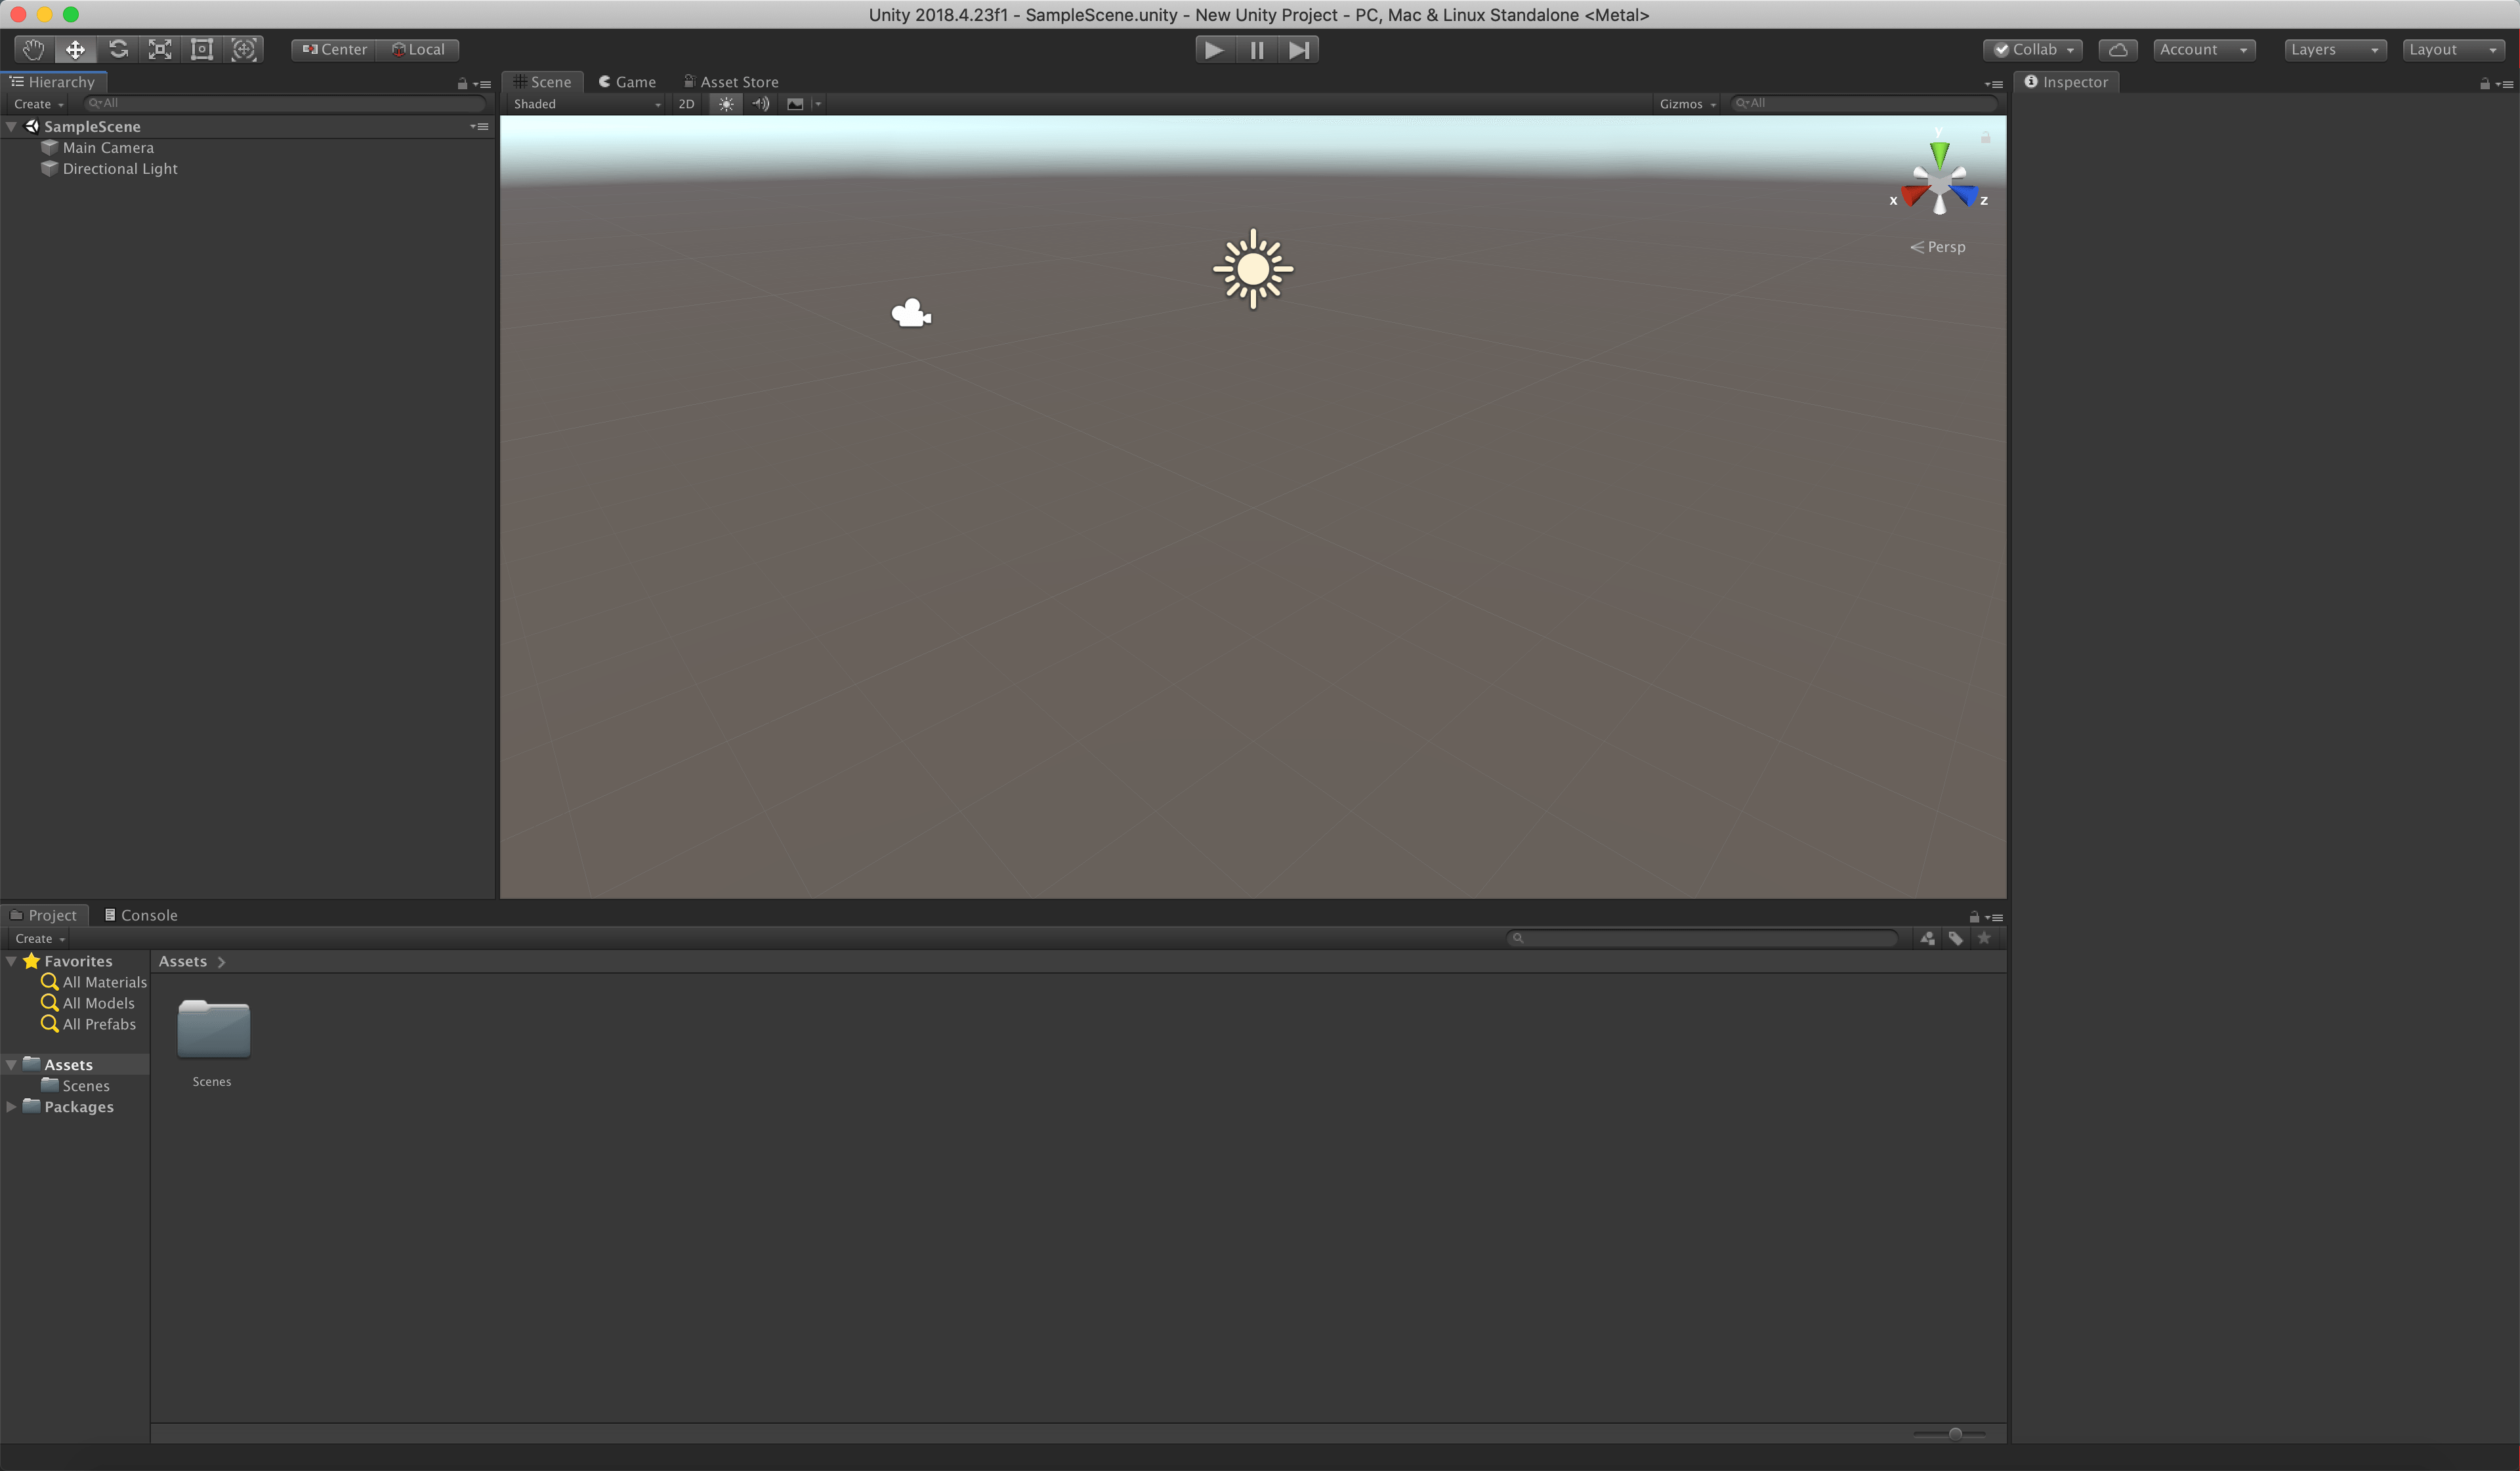 Unity 2018.4.23f1 - SampleScene.unity - New Unity Project - PC, Mac & Linux Standalone <Metal>
Center Local Collab Account Layers Layout
Hierarchy
Create All
SampleScene
Main Camera
Directional Light
Scene Game Asset Store
Shaded 2D Gizmos All
y
x z
Persp
Inspector
Project Console
Create
Favorites
All Materials
All Models
All Prefabs
Assets
Scenes
Packages
Assets
Scenes